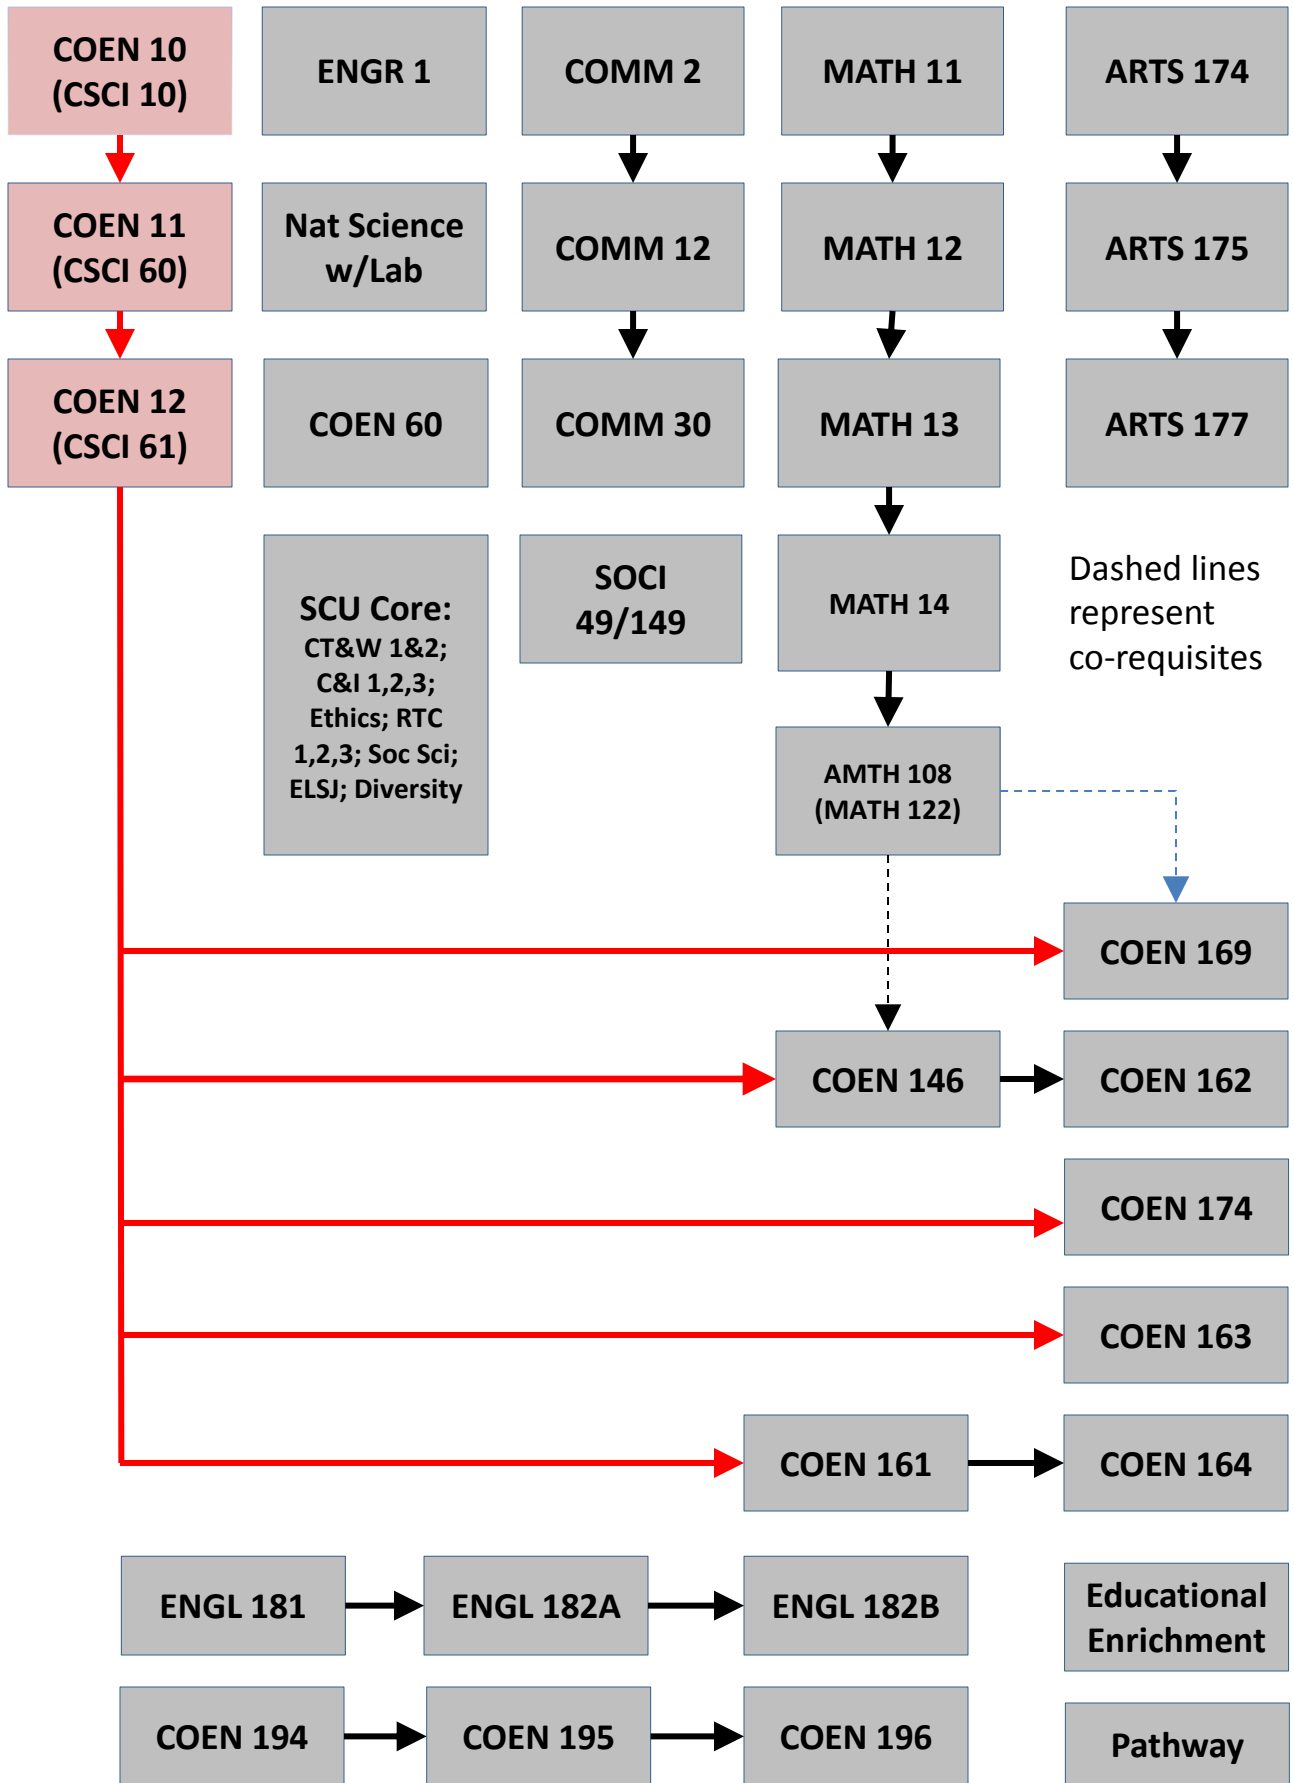 COEN 10
(CSCI 10)
ENGR 1
COMM 2
MATH 11
ARTS 174
COEN 11
(CSCI 60)
Nat Science
w/Lab
COMM 12
MATH 12
ARTS 175
COEN 12
(CSCI 61)
COEN 60
COMM 30
MATH 13
ARTS 177
SCU Core:
CT&W 1&2;
C&I 1,2,3;
Ethics; RTC
1,2,3; Soc Sci;
ELSJ; Diversity
SOCI
49/149
MATH 14
Dashed lines
represent
co-requisites
AMTH 108
(MATH 122)
COEN 169
COEN 146
COEN 162
COEN 174
COEN 163
COEN 161
COEN 164
ENGL 181
ENGL 182A
ENGL 182B
Educational
Enrichment
COEN 194
COEN 195
COEN 196
Pathway